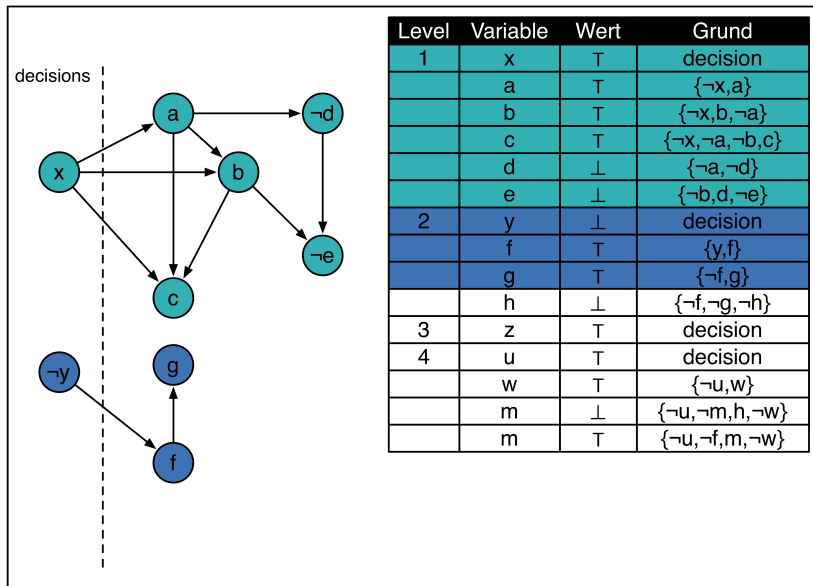 decisions
a
¬d
x
b
¬e
c
¬y
g
f
Level Variable Wert Grund
1 x ⊤ decision
a ⊤ {¬x,a}
b ⊤ {¬x,b,¬a}
c ⊤ {¬x,¬a,¬b,c}
d ⊥ {¬a,¬d}
e ⊥ {¬b,d,¬e}
2 y ⊥ decision
f ⊤ {y,f}
g ⊤ {¬f,g}
h ⊥ {¬f,¬g,¬h}
3 z ⊤ decision
4 u ⊤ decision
w ⊤ {¬u,w}
m ⊥ {¬u,¬m,h,¬w}
m ⊤ {¬u,¬f,m,¬w}